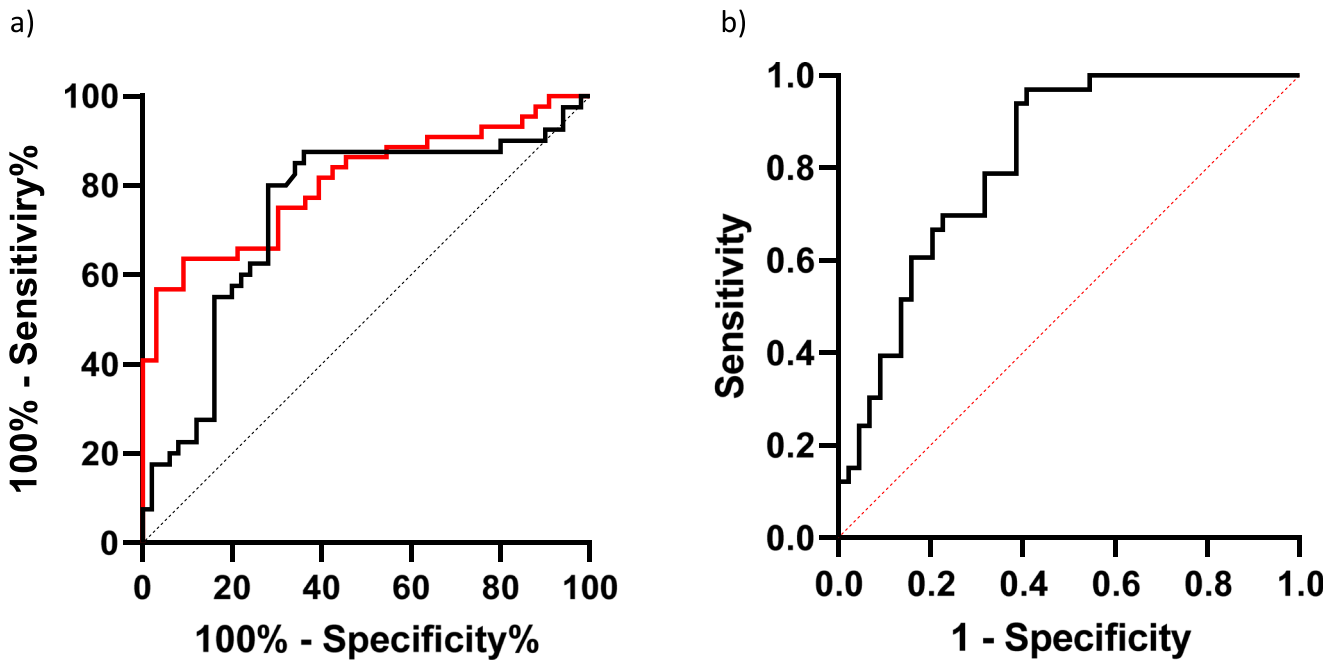 a)
100% - Sensitiviry%
100
80
60
40
20
0
0 20 40 60 80 100
100% - Specificity%
b)
Sensitivity
1.0
0.8
0.6
0.4
0.2
0.0
0.0 0.2 0.4 0.6 0.8 1.0
1 - Specificity